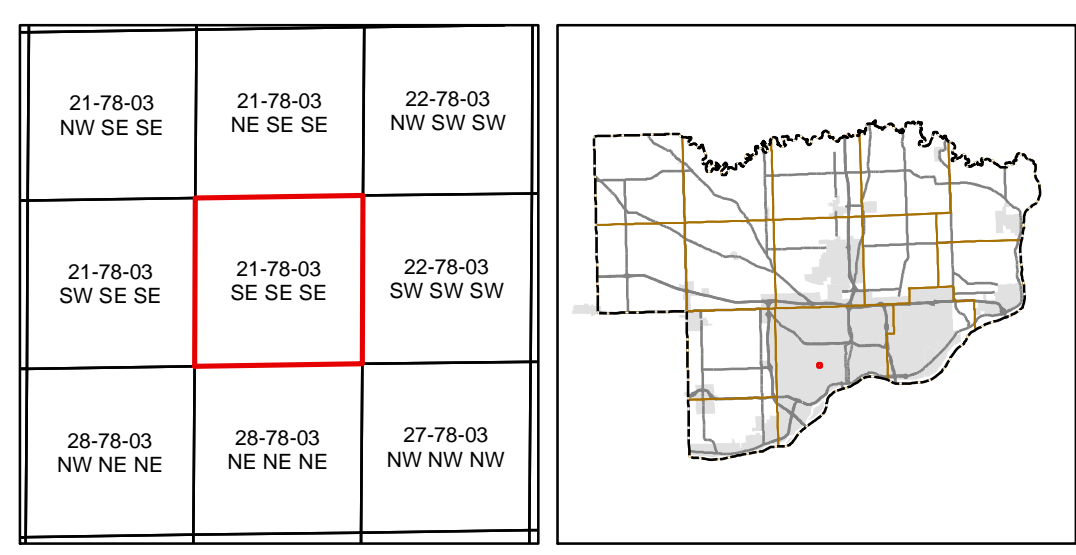 21-78-03
NW SE SE
21-78-03
NE SE SE
22-78-03
NW SW SW
21-78-03
SW SE SE
21-78-03
SE SE SE
22-78-03
SW SW SW
28-78-03
NW NE NE
28-78-03
NE NE NE
27-78-03
NW NW NW